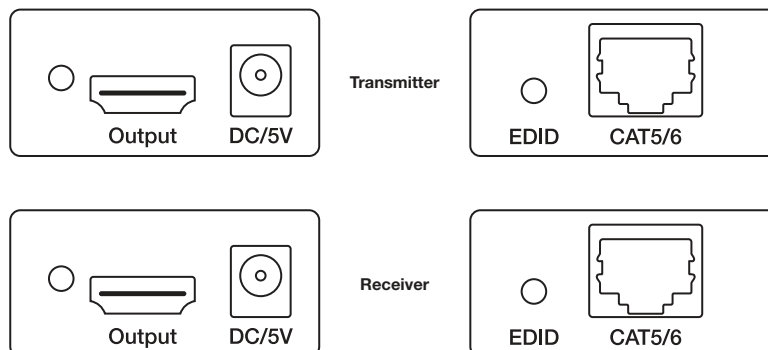 Transmitter
Output DC/5V
EDID CAT5/6
Receiver
Output DC/5V
EDID CAT5/6